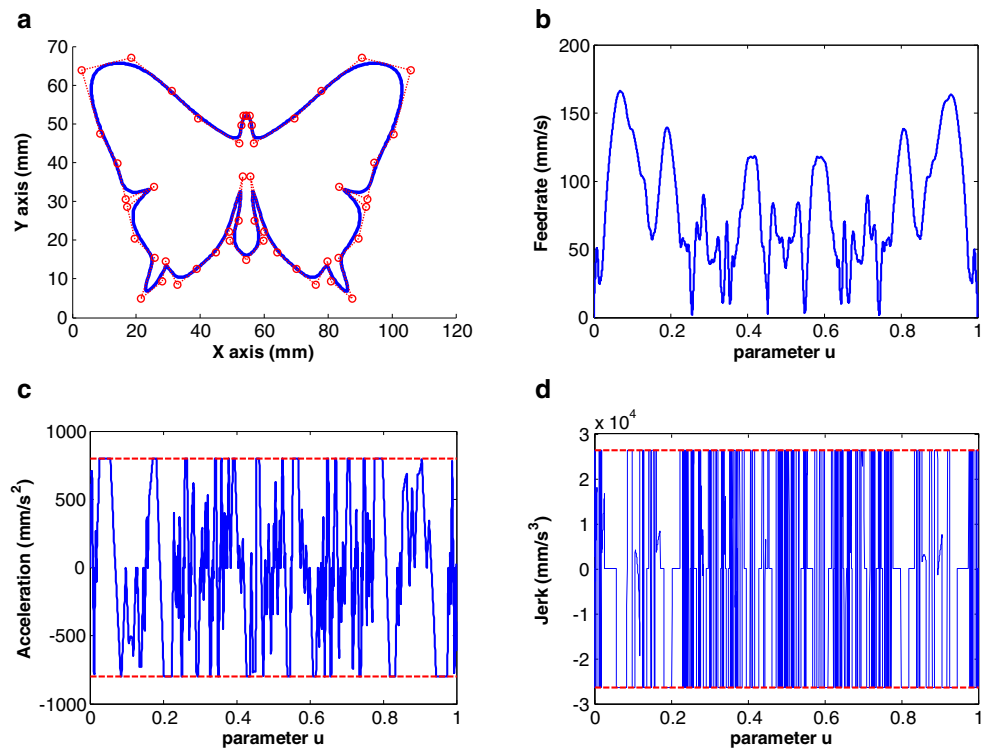 a
70
60
50
40
30
20
10
0
Y axis (mm)
0 20 40 60 80 100 120
X axis (mm)
b
200
150
100
50
0
Feedrate (mm/s)
0 0.2 0.4 0.6 0.8 1
parameter u
c
1000
500
0
-500
-1000
Acceleration (mm/s²)
0 0.2 0.4 0.6 0.8 1
parameter u
d
x 10⁴
3
2
1
0
-1
-2
-3
Jerk (mm/s³)
0 0.2 0.4 0.6 0.8 1
parameter u